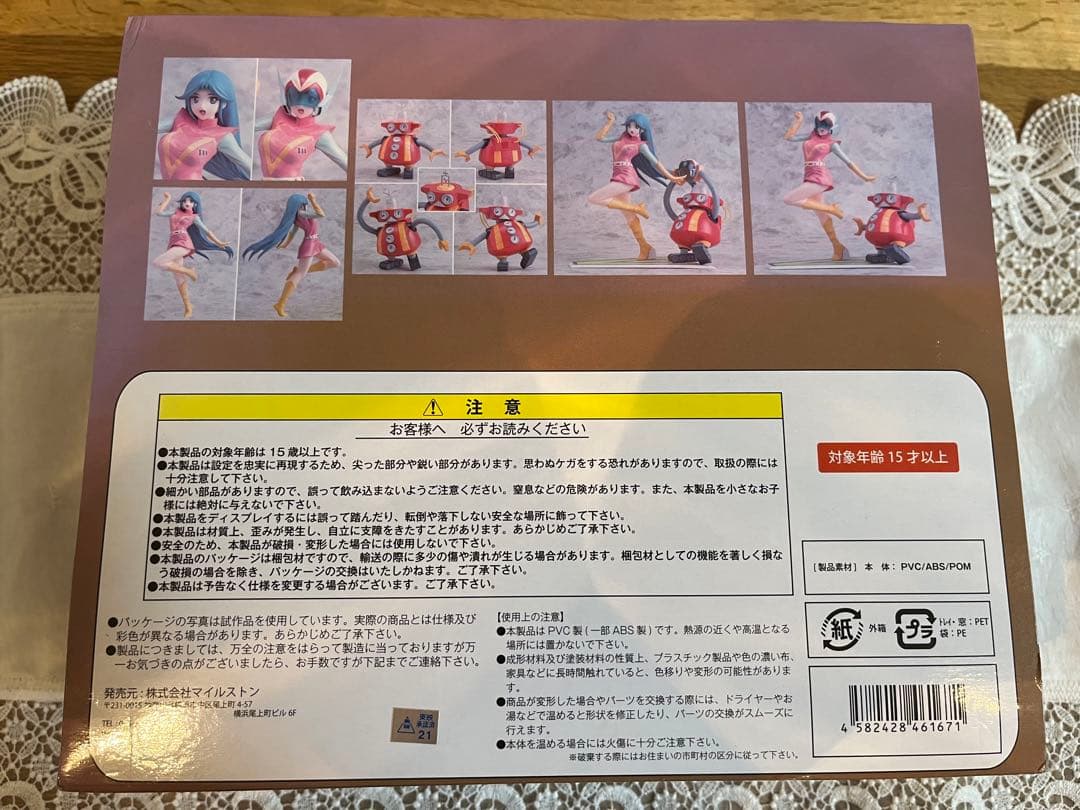 ⚠ 注意
お客様へ 必ずお読みください
●本製品の対象年齢は 15 歳以上です。
●本製品は設定を忠実に再現するため、尖った部分や鋭い部分があります。思わぬケガをする恐れがありますので、取扱の際には
十分注意して下さい。
●細かい部品がありますので、誤って飲み込まないようご注意ください。窒息などの危険があります。また、本製品を小さなお子
様には絶対に与えないで下さい。
●本製品をディスプレイするには誤って踏んだり、転倒や落下しない安全な場所に飾って下さい。
●本製品は材質上、歪みが発生し、自立に支障をきたすことがあります。あらかじめご了承下さい。
●安全のため、本製品が破損・変形した場合には使用しないで下さい。
●本製品のパッケージは梱包材ですので、輸送の際に多少の傷や潰れが生じる場合があります。梱包材としての機能を著しく損な
う破損の場合を除き、パッケージの交換はいたしかねます。ご了承下さい。
●本製品は予告なく仕様を変更する場合がございます。ご了承下さい。
●パッケージの写真は試作品を使用しています。実際の商品とは仕様及び
彩色が異なる場合があります。あらかじめご了承下さい。
●製品につきましては、万全の注意をはらって製造に当っておりますが万
一お気づきの点がございましたら、お手数ですが下記までご連絡下さい。
発売元：株式会社マイルストン
中区尾上町 4-57
横浜尾上町ビル 6F
TEL
東映
承認済
21
【使用上の注意】
●本製品は PVC 製 ( 一部 ABS 製 ) です。熱源の近くや高温となる
場所には置かないで下さい。
●成形材料及び塗装材料の性質上、プラスチック製品や色の濃い布、
家具などに長時間触れていると、色移りや変形の可能性がありま
す。
●商品が変形した場合やパーツを交換する際には、ドライヤーやお
湯などで温めると形状を修正したり、パーツの交換がスムーズに
行えます。
●本体を温める場合には火傷に十分ご注意下さい。
※破棄する際にはお住まいの市町村の区分に従って下さい。
対象年齢 15 才以上
［製品素材］ 本 体： PVC/ABS/POM
紙 外箱
プラ トレイ・窓：PET
袋：PE
4 582428 461671